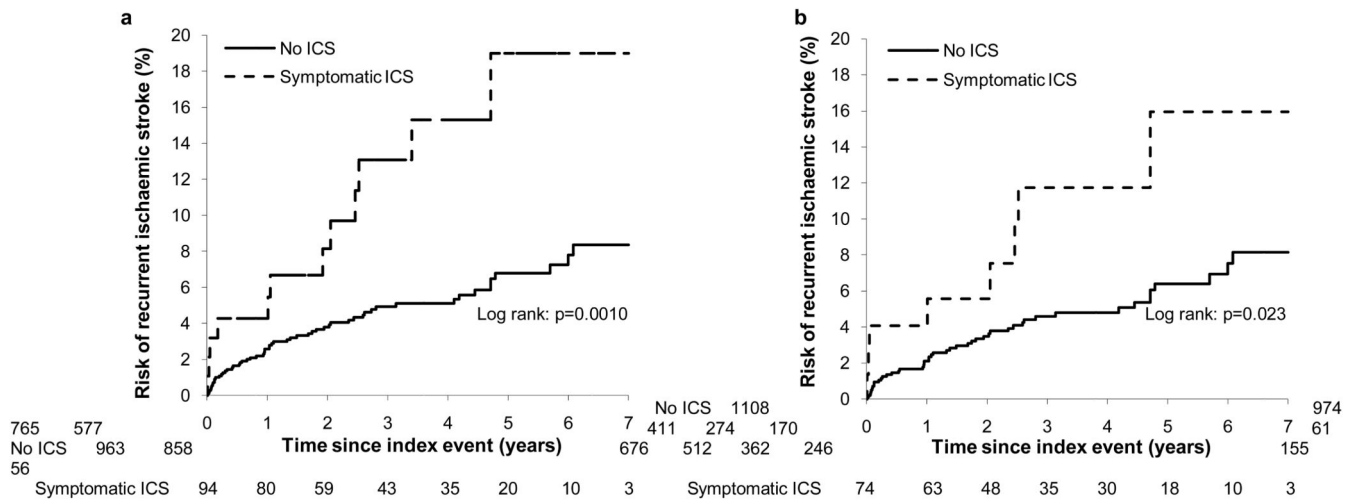 a
20
18
16
14
12
10
8
6
4
2
0
Risk of recurrent ischaemic stroke (%)
No ICS
Symptomatic ICS
Log rank: p=0.0010
0 1 2 3 4 5 6 7
Time since index event (years)
b
20
18
16
14
12
10
8
6
4
2
0
Risk of recurrent ischaemic stroke (%)
No ICS
Symptomatic ICS
Log rank: p=0.023
0 1 2 3 4 5 6 7
Time since index event (years)
No ICS 1108 974
765 577 411 274 170 61
No ICS 963 858 676 512 362 246 155
56
Symptomatic ICS 94 80 59 43 35 20 10 3
Symptomatic ICS 74 63 48 35 30 18 10 3